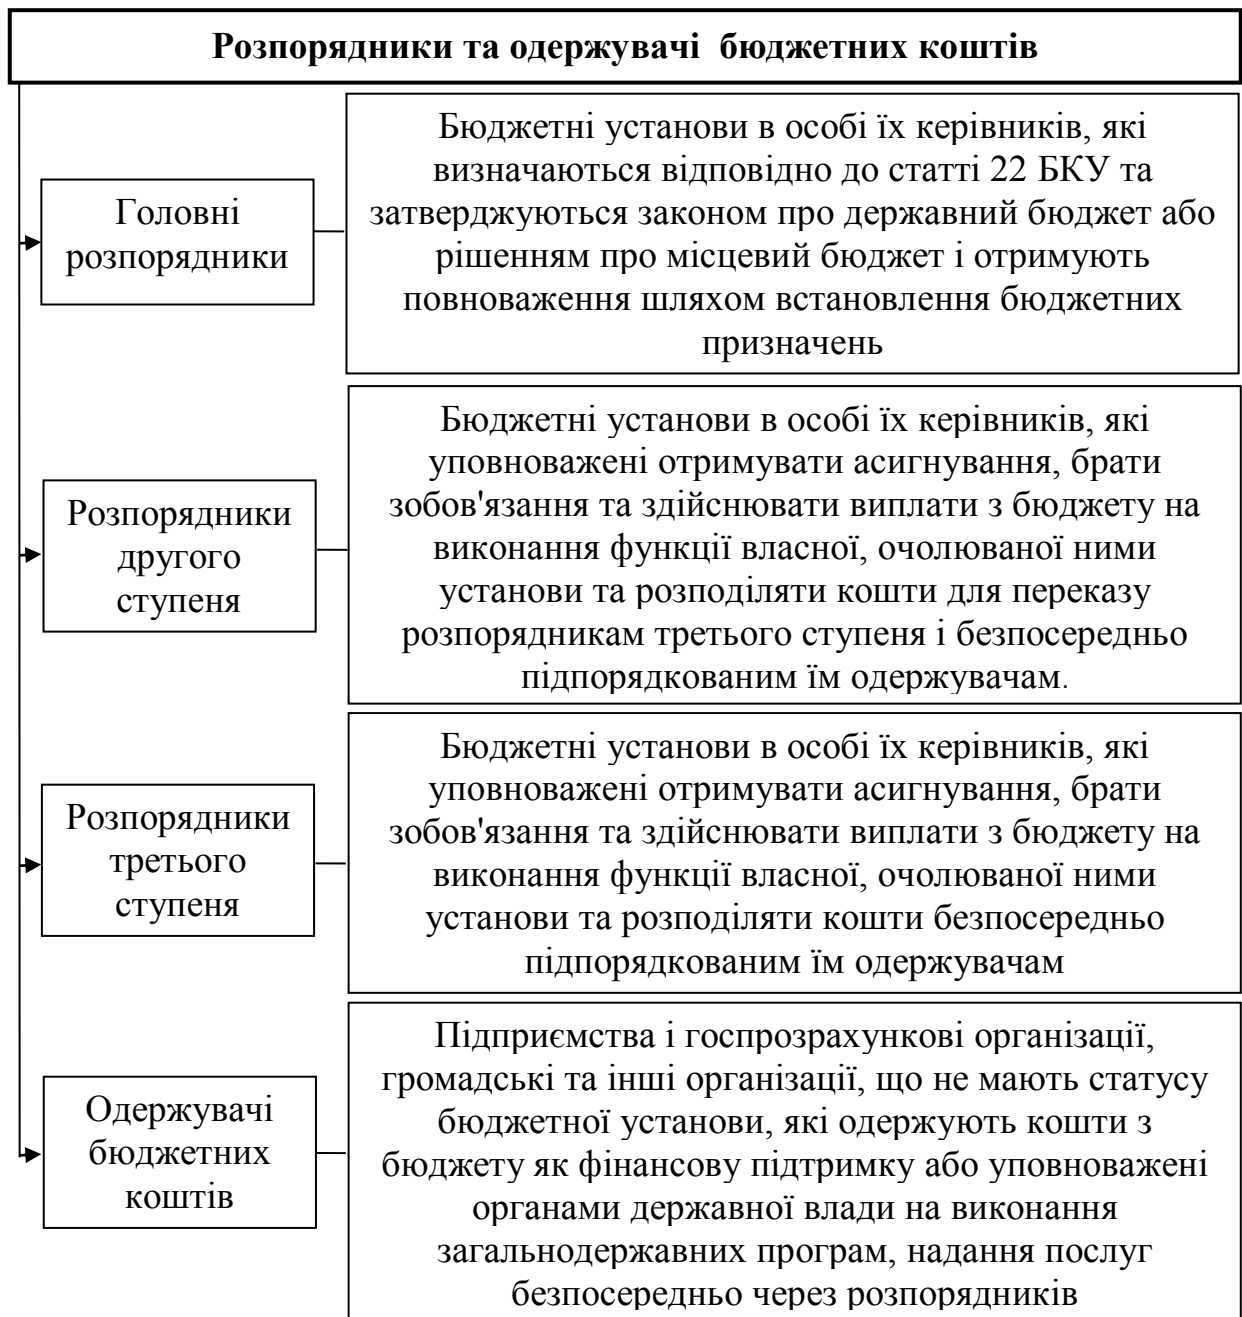 Розпорядники та одержувачі бюджетних коштів
Головні
розпорядники
Бюджетні установи в особі їх керівників, які
визначаються відповідно до статті 22 БКУ та
затверджуються законом про державний бюджет або
рішенням про місцевий бюджет і отримують
повноваження шляхом встановлення бюджетних
призначень
Розпорядники
другого
ступеня
Бюджетні установи в особі їх керівників, які
уповноважені отримувати асигнування, брати
зобов'язання та здійснювати виплати з бюджету на
виконання функції власної, очолюваної ними
установи та розподіляти кошти для переказу
розпорядникам третього ступеня і безпосередньо
підпорядкованим їм одержувачам.
Розпорядники
третього
ступеня
Бюджетні установи в особі їх керівників, які
уповноважені отримувати асигнування, брати
зобов'язання та здійснювати виплати з бюджету на
виконання функції власної, очолюваної ними
установи та розподіляти кошти безпосередньо
підпорядкованим їм одержувачам
Одержувачі
бюджетних
коштів
Підприємства і госпрозрахункові організації,
громадські та інші організації, що не мають статусу
бюджетної установи, які одержують кошти з
бюджету як фінансову підтримку або уповноважені
органами державної влади на виконання
загальнодержавних програм, надання послуг
безпосередньо через розпорядників